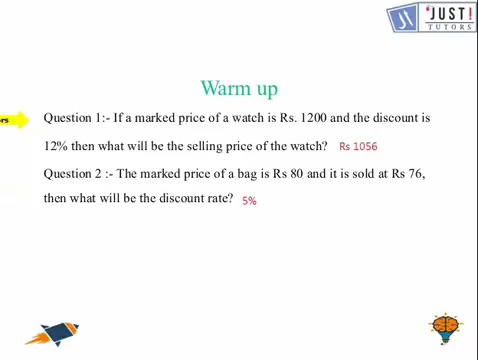 JUST!
TUTORS
Warm up
ors
Question 1:- If a marked price of a watch is Rs. 1200 and the discount is
12% then what will be the selling price of the watch? Rs 1056
Question 2 :- The marked price of a bag is Rs 80 and it is sold at Rs 76,
then what will be the discount rate? 5%